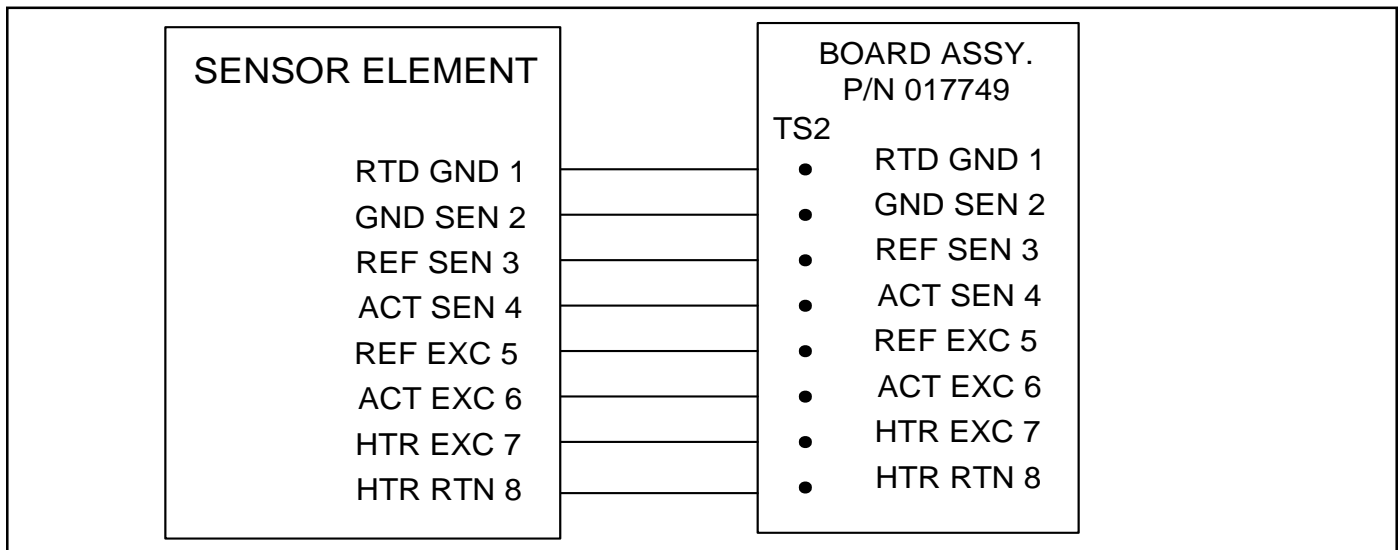 SENSOR ELEMENT
RTD GND 1
GND SEN 2
REF SEN 3
ACT SEN 4
REF EXC 5
ACT EXC 6
HTR EXC 7
HTR RTN 8
BOARD ASSY.
P/N 017749
TS2
RTD GND 1
GND SEN 2
REF SEN 3
ACT SEN 4
REF EXC 5
ACT EXC 6
HTR EXC 7
HTR RTN 8